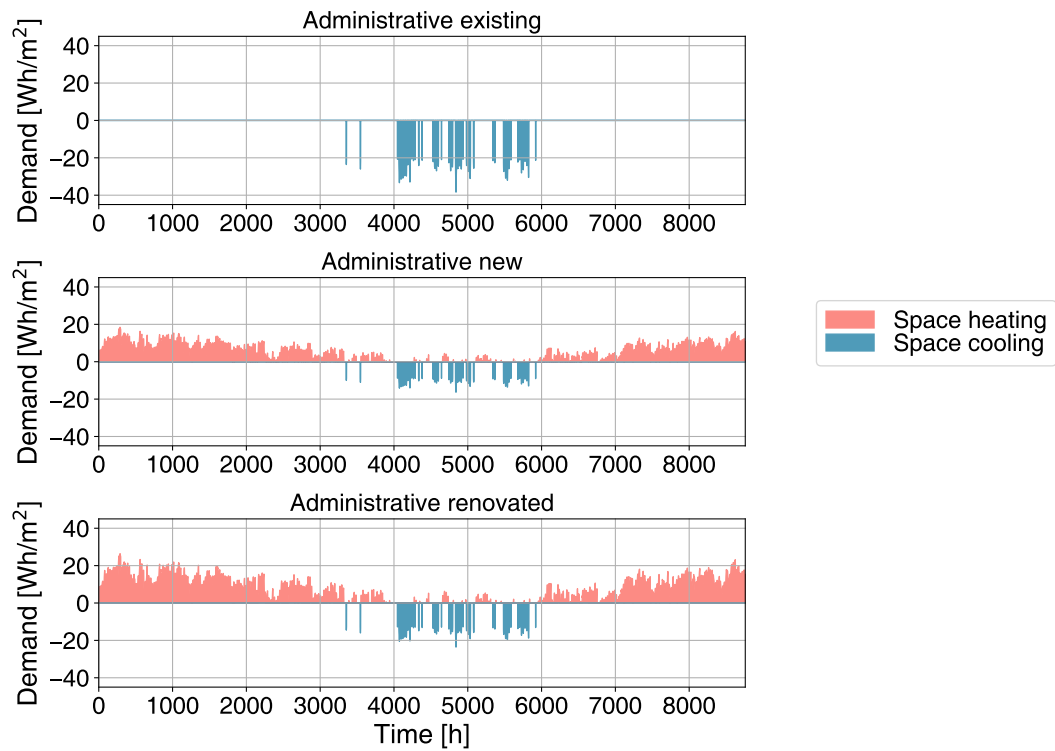 Administrative existing
Demand [Wh/m²]
40
20
0
−20
−40
0 1000 2000 3000 4000 5000 6000 7000 8000
Administrative new
Demand [Wh/m²]
40
20
0
−20
−40
0 1000 2000 3000 4000 5000 6000 7000 8000
Space heating
Space cooling
Administrative renovated
Demand [Wh/m²]
40
20
0
−20
−40
0 1000 2000 3000 4000 5000 6000 7000 8000
Time [h]